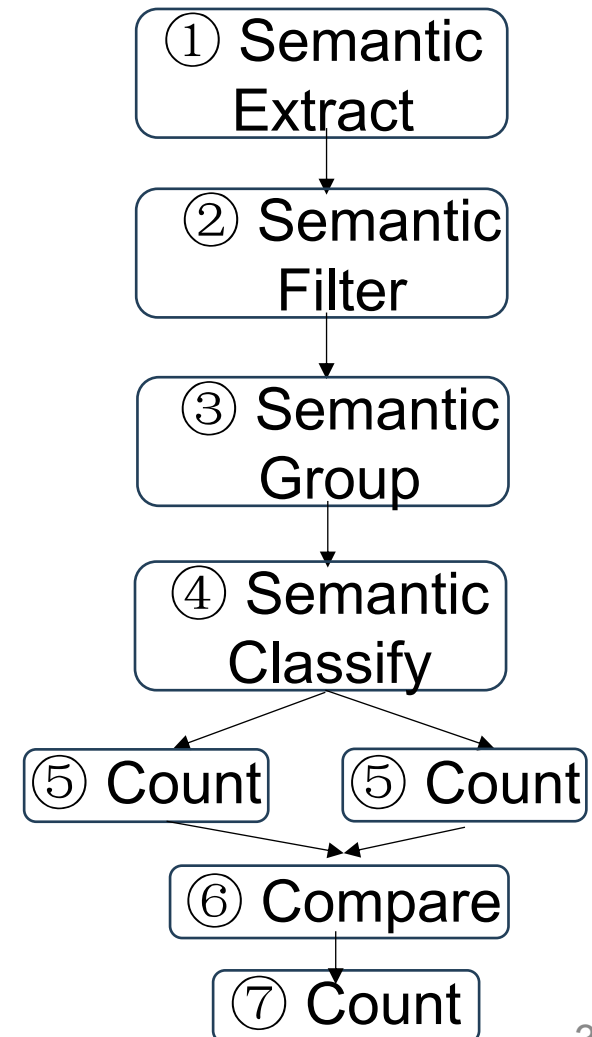 ① Semantic
Extract
② Semantic
Filter
③ Semantic
Group
④ Semantic
Classify
⑤ Count
⑤ Count
⑥ Compare
⑦ Count